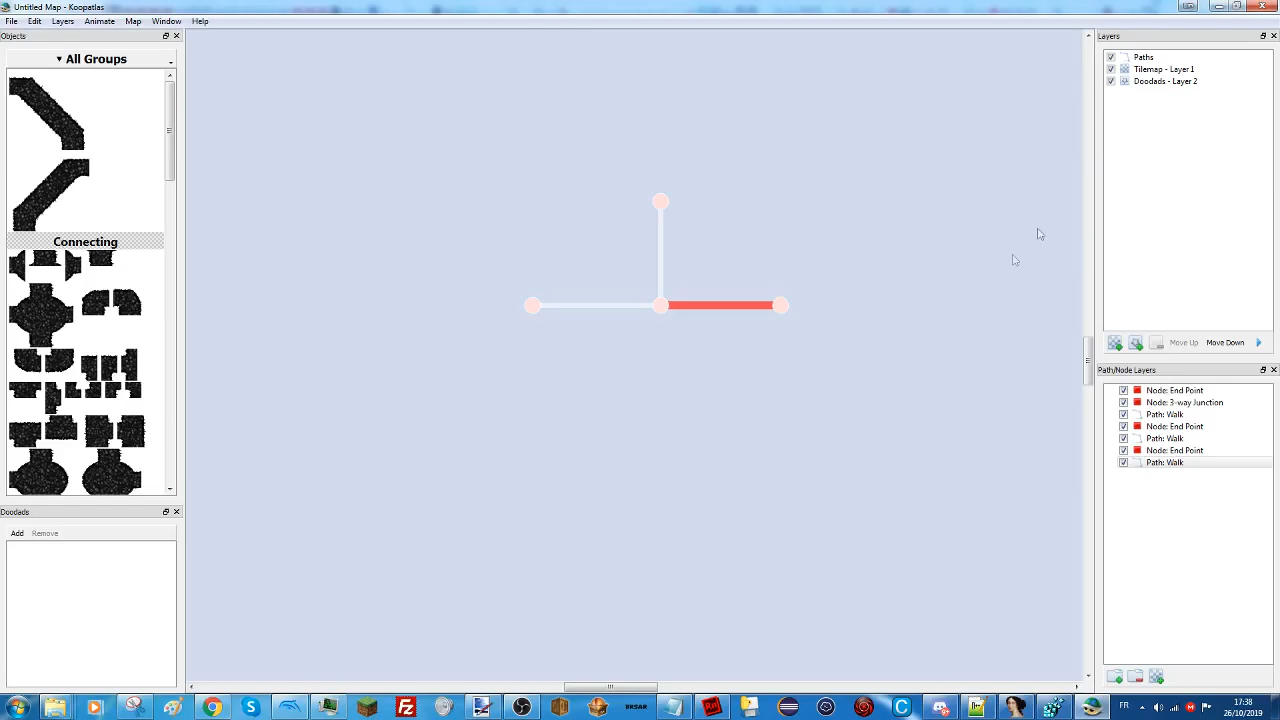 Untitled Map - Koopatlas
File Edit Layers Animate Map Window Help
Objects
▼ All Groups
Connecting
Doodads
Add Remove
Layers
Paths
Tilemap - Layer 1
Doodads - Layer 2
Move Up Move Down
Path/Node Layers
Node: End Point
Node: 3-way Junction
Path: Walk
Node: End Point
Path: Walk
Node: End Point
Path: Walk
BRSAR
FR
17:38
26/10/2019